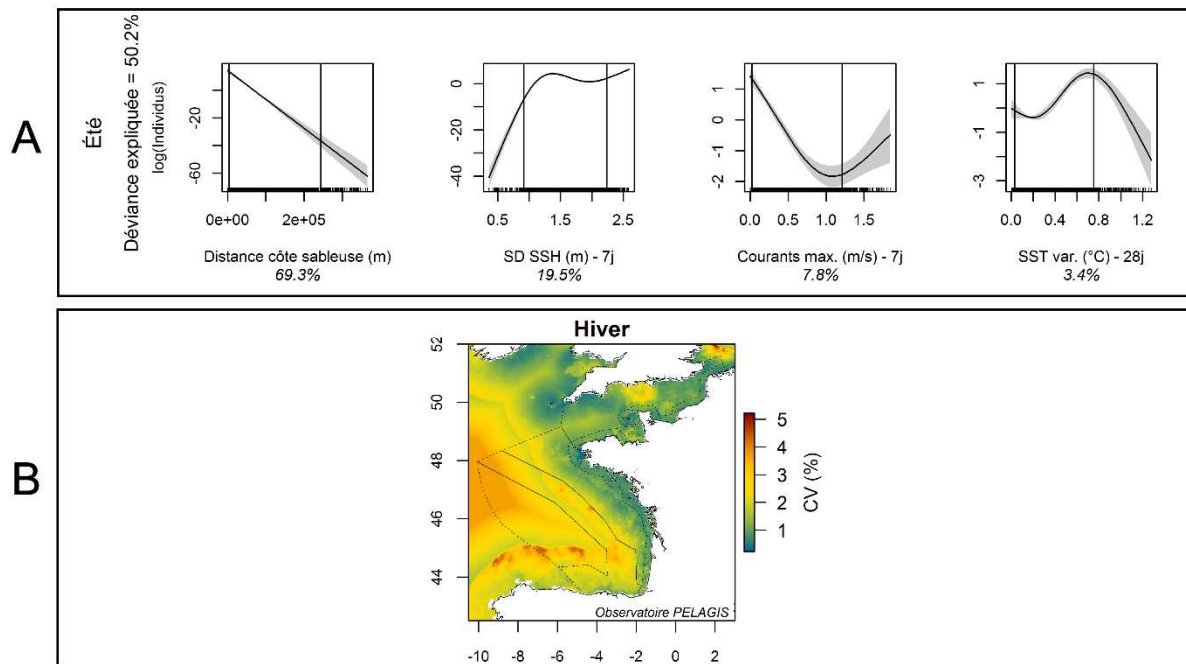 A
Été
Déviance expliquée = 50.2%
log(Individus)
-20
-60
0e+00 2e+05
Distance côte sableuse (m)
69.3%
0
-20
-40
0.5 1.5 2.5
SD SSH (m) - 7j
19.5%
1
0
-1
-2
0.0 0.5 1.0 1.5
Courants max. (m/s) - 7j
7.8%
1
-1
-3
0.0 0.4 0.8 1.2
SST var. (°C) - 28j
3.4%
B
Hiver
52
50
48
46
44
-10 -8 -6 -4 -2 0 2
Observatoire PELAGIS
5
4
3
2
1
CV (%)